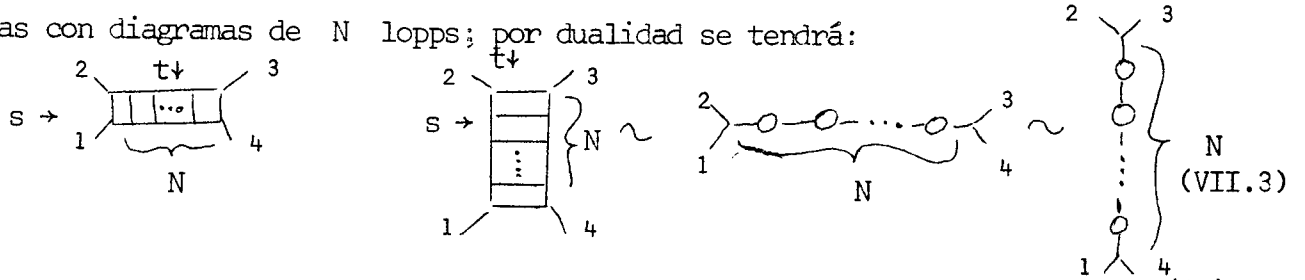 as con diagramas de N lopps; por dualidad se tendrá:
2 t↓ 3 2 t↓ 3 2 3 2 3
s → ... s → N ~ ... ~ N
1 4 1 4 1 4 (VII.3)
N N 1 4